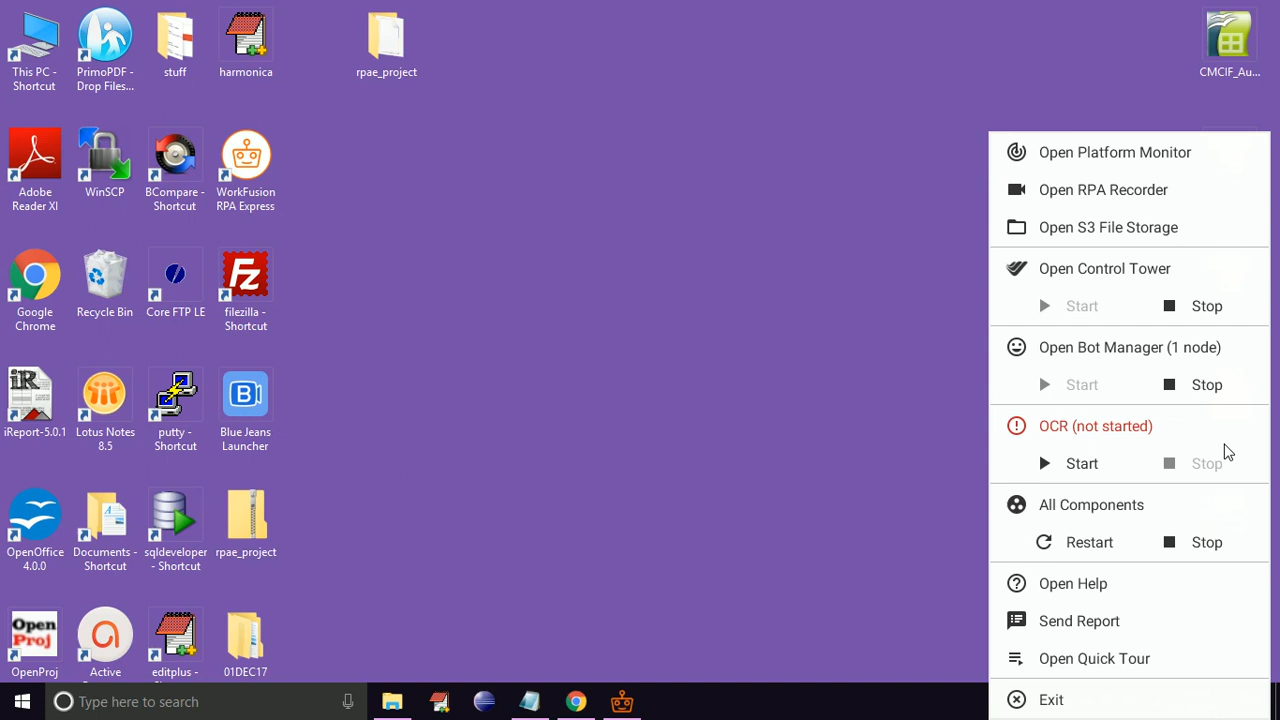 This PC -
Shortcut
PrimoPDF -
Drop Files...
stuff
harmonica
rpae_project
CMCIF_Au...
Adobe
Reader XI
WinSCP
BCompare -
Shortcut
WorkFusion
RPA Express
Google
Chrome
Recycle Bin
Core FTP LE
Fz
filezilla -
Shortcut
iR
iReport-5.0.1
Lotus Notes
8.5
putty -
Shortcut
B
Blue Jeans
Launcher
OpenOffice
4.0.0
Documents -
Shortcut
sqldeveloper
- Shortcut
rpae_project
Open
Proj
OpenProj
Active
editplus -
01DEC17
Open Platform Monitor
Open RPA Recorder
Open S3 File Storage
Open Control Tower
Start Stop
Open Bot Manager (1 node)
Start Stop
OCR (not started)
Start Stop
All Components
Restart Stop
Open Help
Send Report
Open Quick Tour
Exit
Type here to search